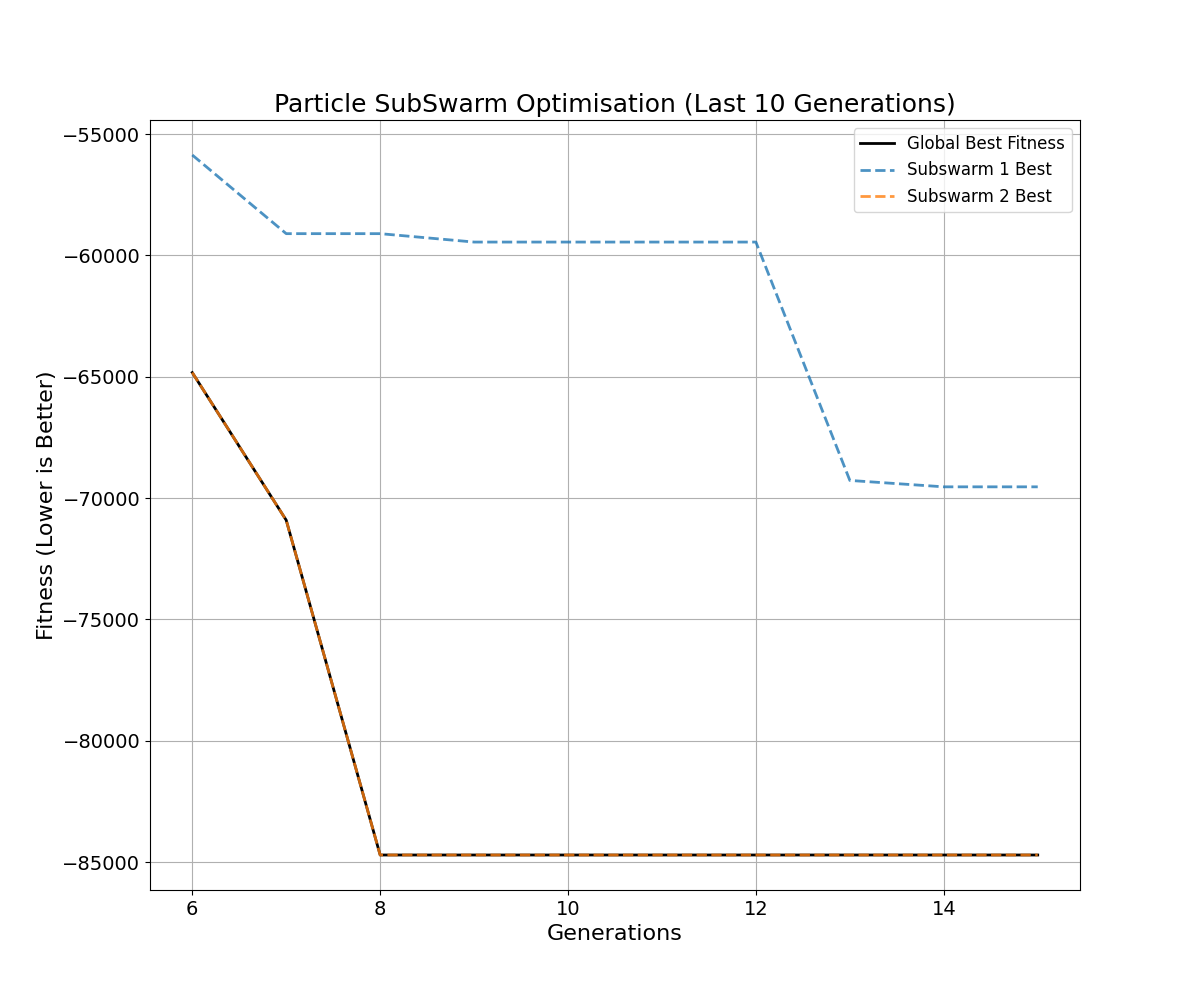 Particle SubSwarm Optimisation (Last 10 Generations)
Global Best Fitness
Subswarm 1 Best
Subswarm 2 Best
Fitness (Lower is Better)
−55000
−60000
−65000
−70000
−75000
−80000
−85000
6
8
10
12
14
Generations